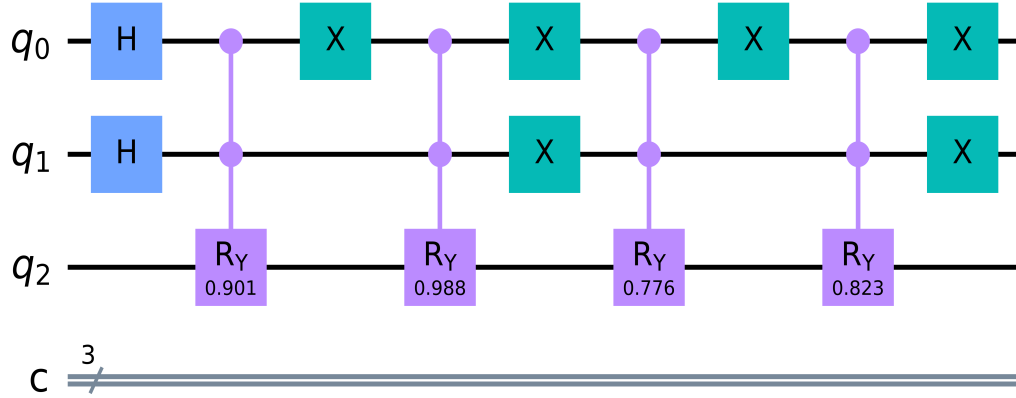 q0 H X X X X
q1 H X X
q2 RY RY RY RY
0.901 0.988 0.776 0.823
3
c